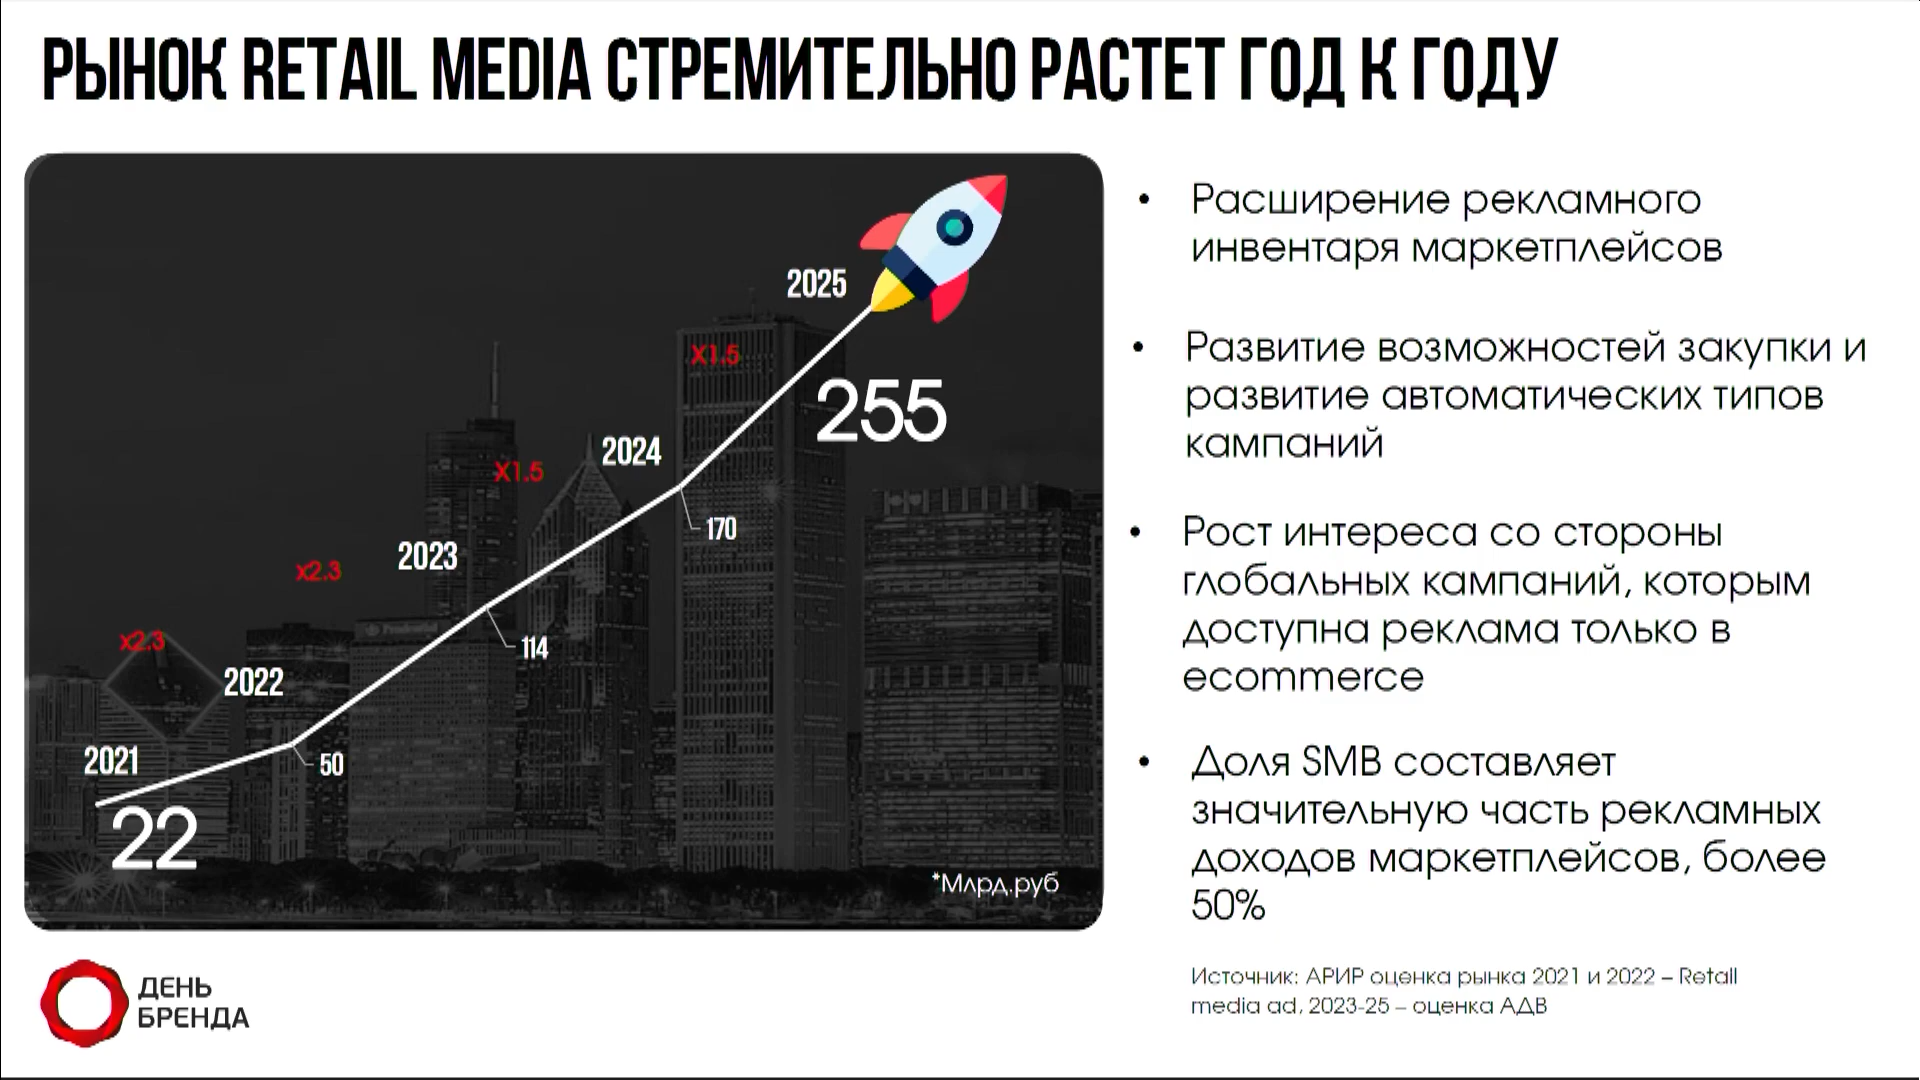 РЫНОК RETAIL MEDIA СТРЕМИТЕЛЬНО РАСТЕТ ГОД К ГОДУ
2025
X1.5
255
2024
X1.5
170
2023
x2.3
114
x2.3
2022
2021
50
22
*Млрд.руб
• Расширение рекламного
инвентаря маркетплейсов
• Развитие возможностей закупки и
развитие автоматических типов
кампаний
• Рост интереса со стороны
глобальных кампаний, которым
доступна реклама только в
ecommerce
• Доля SMB составляет
значительную часть рекламных
доходов маркетплейсов, более
50%
Источник: АРИР оценка рынка 2021 и 2022 – Retail
media ad, 2023-25 – оценка АДВ
ДЕНЬ
БРЕНДА